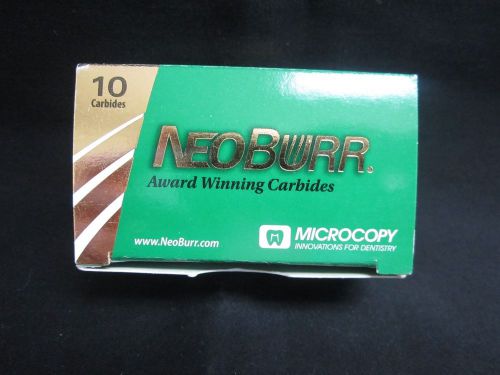 10
Carbides
NEOBURR®
Award Winning Carbides
www.NeoBurr.com
MICROCOPY
INNOVATIONS FOR DENTISTRY